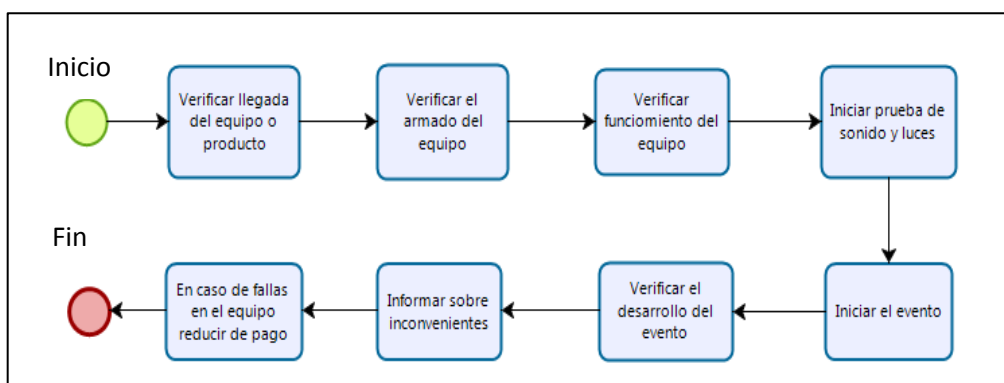 Inicio
Verificar llegada
del equipo o
producto
Verificar el
armado del
equipo
Verificar
funciomiento del
equipo
Iniciar prueba de
sonido y luces
Fin
En caso de fallas
en el equipo
reducir de pago
Informar sobre
inconvenientes
Verificar el
desarrollo del
evento
Iniciar el evento